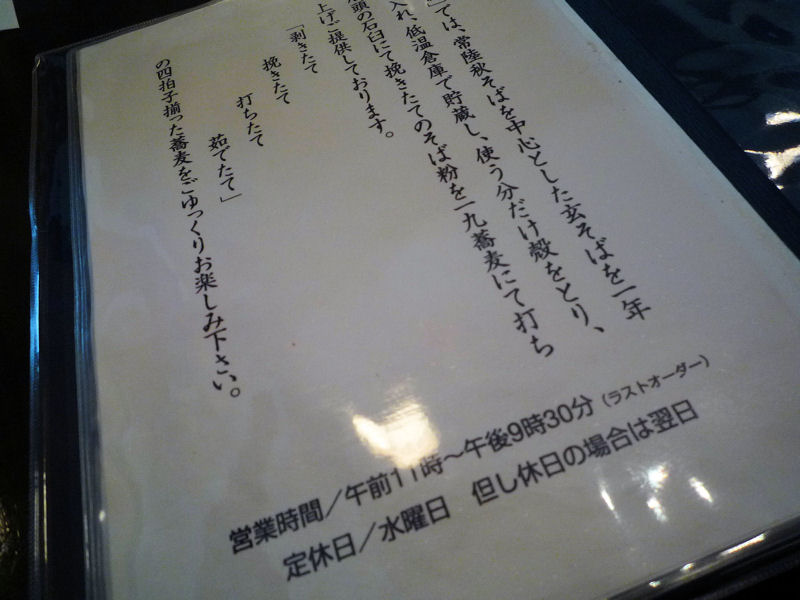 」では、常陸秋そばを中心とした玄そばを一年
入れ、低温倉庫で貯蔵し、使う分だけ殻をとり、
頭の石臼にて挽きたてのそば粉を一九蕎麦にて打ち
上げご提供しております。
「剥きたて
挽きたて
打ちたて
茹でたて」
の四拍子揃った蕎麦をごゆっくりお楽しみ下さい。
営業時間／午前11時～午後9時30分（ラストオーダー）
定休日／水曜日 但し休日の場合は翌日